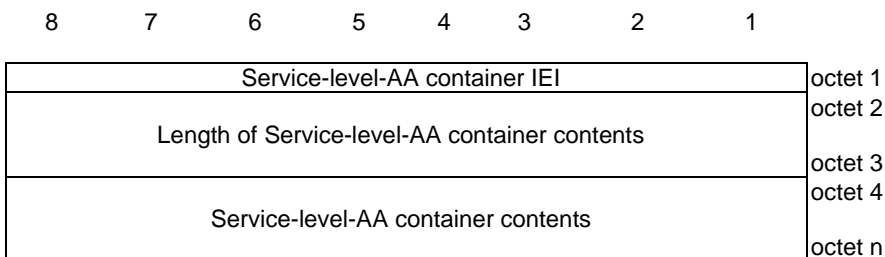 8 7 6 5 4 3 2 1
Service-level-AA container IEI octet 1
octet 2
Length of Service-level-AA container contents
octet 3
octet 4
Service-level-AA container contents
octet n